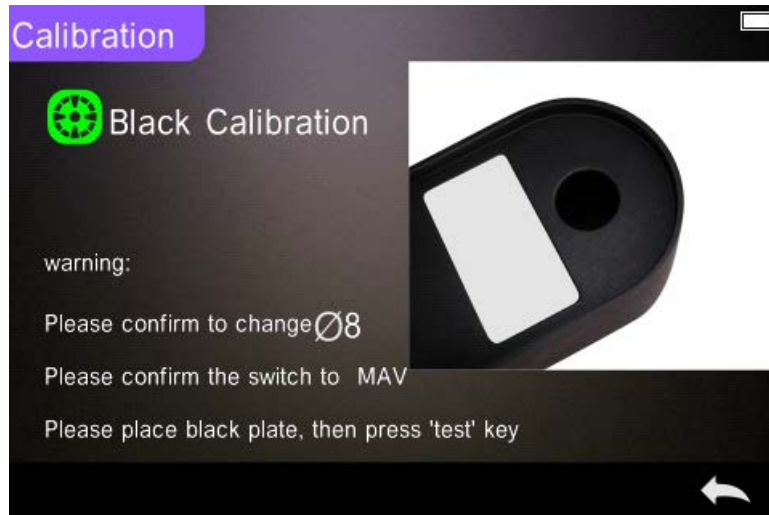 Calibration
Black Calibration
warning:
Please confirm to change∅8
Please confirm the switch to MAV
Please place black plate, then press 'test' key